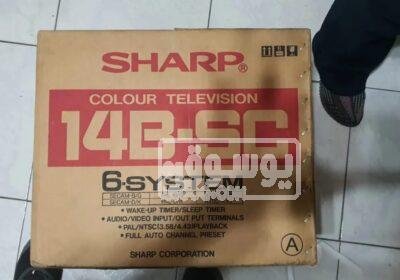 SHARP®
COLOUR TELEVISION
14B-SC
يوسوق
6-SYSTEM
SECAM-B/G
SECAM-D/K
• WAKE-UP TIMER/SLEEP TIMER
• AUDIO/VIDEO INPUT/OUT PUT TERMINALS
• PAL/NTSC(3.58/4.43)PLAYBACK
• FULL AUTO CHANNEL PRESET
SHARP CORPORATION
A